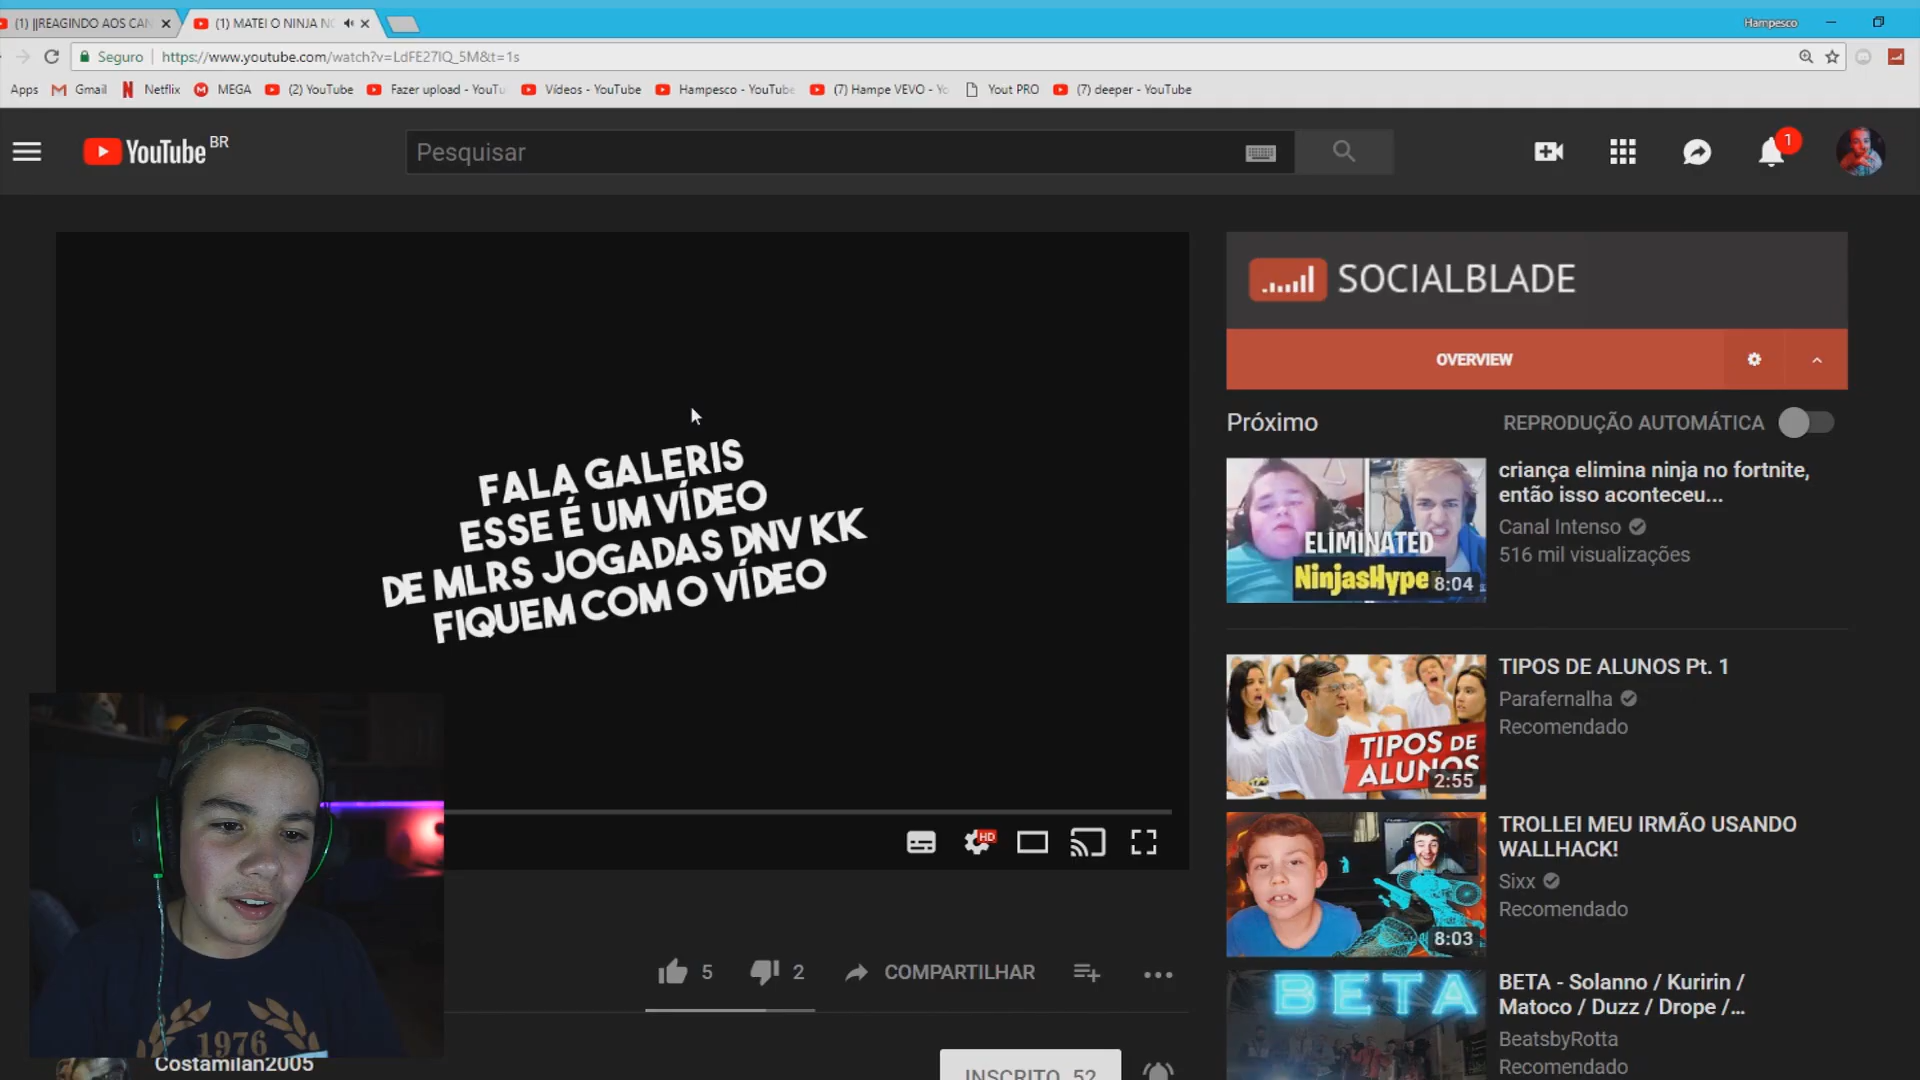 (1) ||REAGINDO AOS CAN
(1) MATEI O NINJA NO
Hampesco
Seguro
https://www.youtube.com/watch?v=LdFE27IQ_5M&t=1s
Apps
Gmail
Netflix
MEGA
(2) YouTube
Fazer upload - YouTu
Vídeos - YouTube
Hampesco - YouTube
(7) Hampe VEVO - Yo
Yout PRO
(7) deeper - YouTube
YouTube BR
Pesquisar
1
FALA GALERIS
ESSE É UM VÍDEO
DE MLRS JOGADAS DNV KK
FIQUEM COM O VÍDEO
HD
5
2
COMPARTILHAR
1976
Costamilan2005
INSCRITO 52
SOCIALBLADE
OVERVIEW
Próximo
REPRODUÇÃO AUTOMÁTICA
ELIMINATED
NinjasHyper
8:04
criança elimina ninja no fortnite,
então isso aconteceu...
Canal Intenso
516 mil visualizações
TIPOS DE
ALUNOS
2:55
TIPOS DE ALUNOS Pt. 1
Parafernalha
Recomendado
8:03
TROLLEI MEU IRMÃO USANDO
WALLHACK!
Sixx
Recomendado
BETA
BETA - Solanno / Kuririn /
Matoco / Duzz / Drope /...
BeatsbyRotta
Recomendado